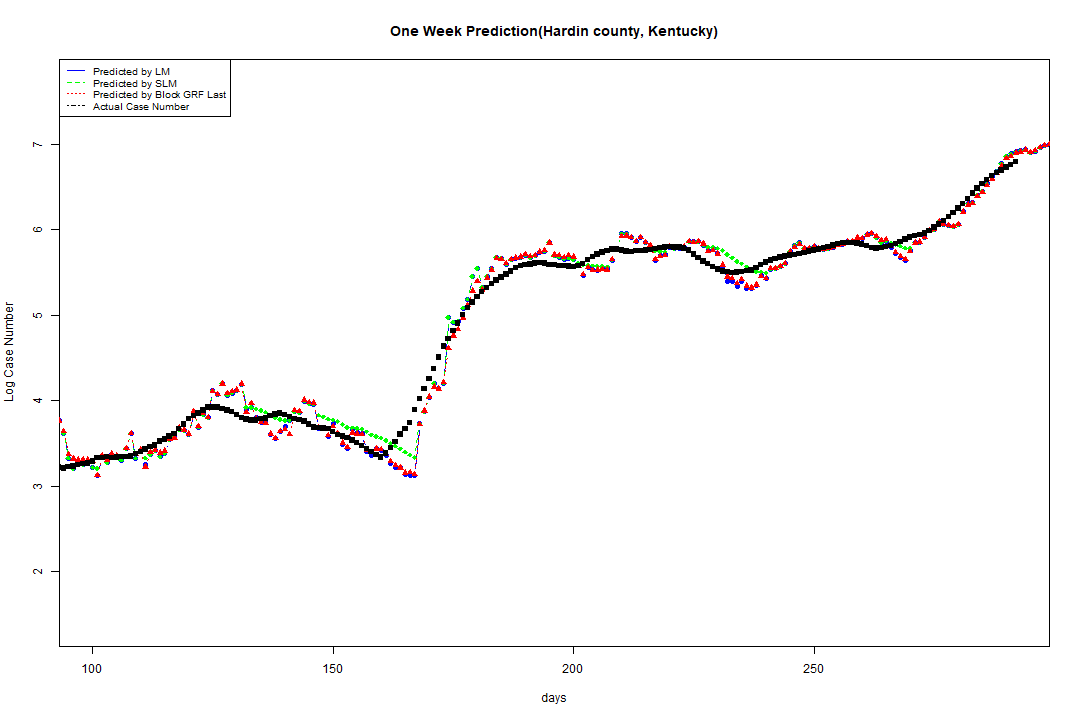 One Week Prediction(Hardin county, Kentucky)
Predicted by LM
Predicted by SLM
Predicted by Block GRF Last
Actual Case Number
7
6
5
4
3
2
Log Case Number
100 150 200 250
days